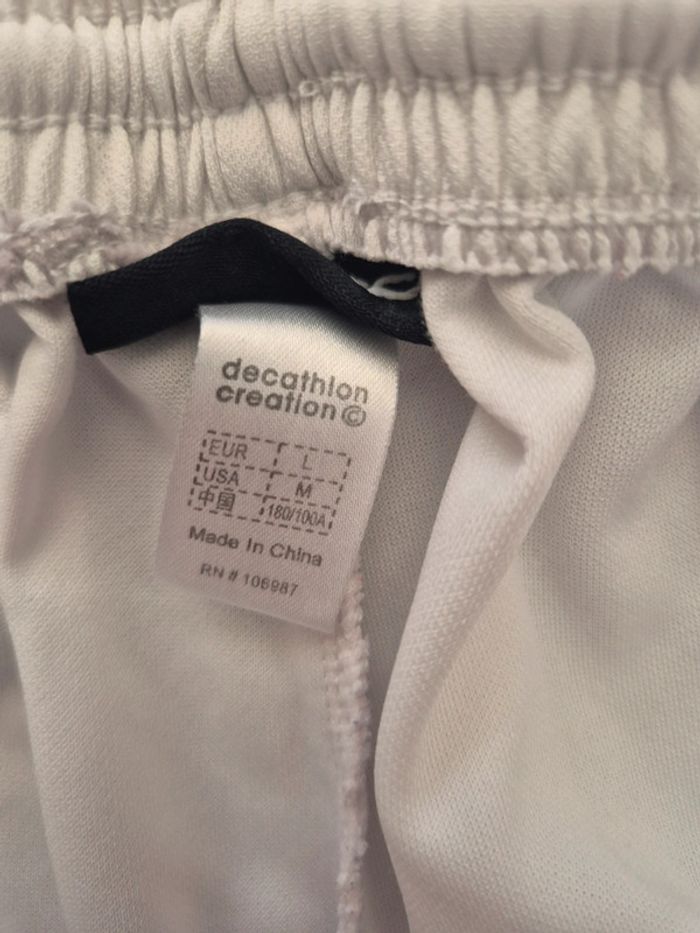 decathlon
creation©
EUR L
USA M
中国 180/100A
Made In China
RN # 106987